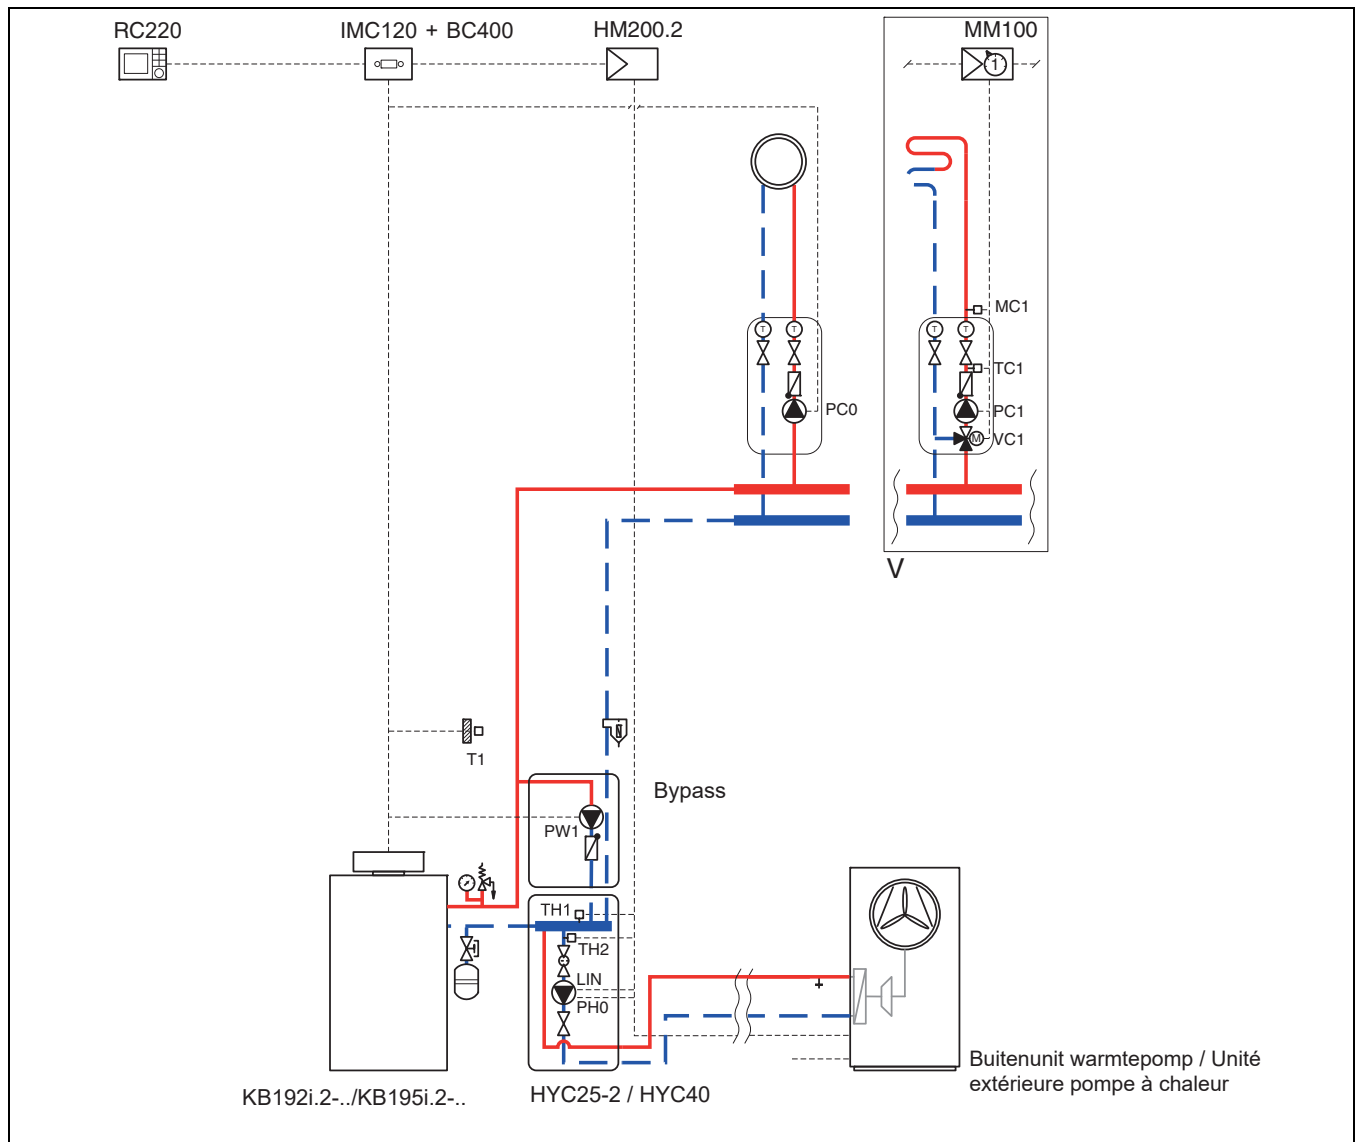 RC220
IMC120 + BC400
HM200.2
MM100
1
MC1
T
T
T
T
TC1
PC0
PC1
M
VC1
V
T1
Bypass
PW1
TH1
TH2
LIN
PH0
Buitenunit warmtepomp / Unité
extérieure pompe à chaleur
KB192i.2-../KB195i.2-..
HYC25-2 / HYC40